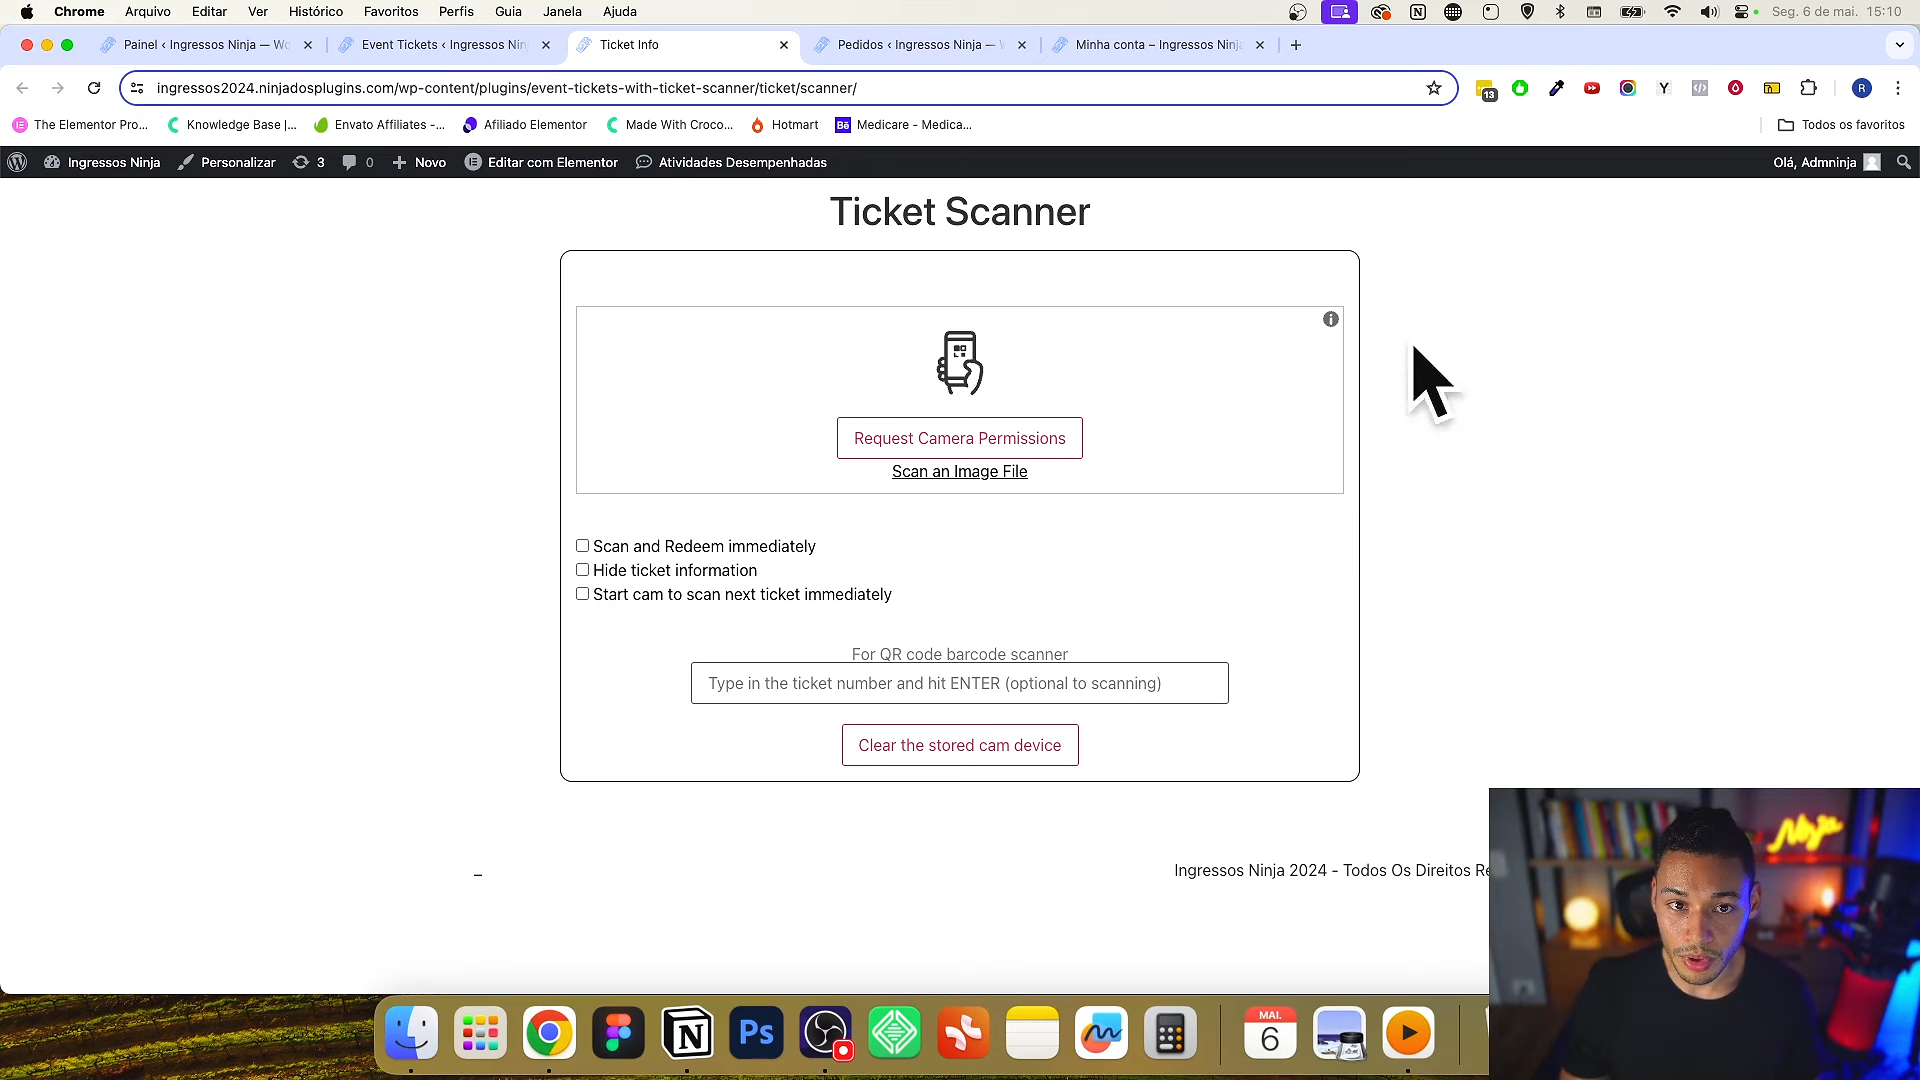 Chrome Arquivo Editar Ver Histórico Favoritos Perfis Guia Janela Ajuda Seg. 6 de mai. 15:10
Painel ‹ Ingressos Ninja — Wo Event Tickets ‹ Ingressos Nin Ticket Info Pedidos ‹ Ingressos Ninja — W Minha conta – Ingressos Ninja
ingressos2024.ninjadosplugins.com/wp-content/plugins/event-tickets-with-ticket-scanner/ticket/scanner/ 13 Y R
The Elementor Pro... Knowledge Base |... Envato Affiliates -... Afiliado Elementor Made With Croco... Hotmart Bē Medicare - Medica... Todos os favoritos
Ingressos Ninja Personalizar 3 0 Novo Editar com Elementor Atividades Desempenhadas Olá, Admninja
Ticket Scanner
Request Camera Permissions
Scan an Image File
Scan and Redeem immediately
Hide ticket information
Start cam to scan next ticket immediately
For QR code barcode scanner
Type in the ticket number and hit ENTER (optional to scanning)
Clear the stored cam device
Ingressos Ninja 2024 - Todos Os Direitos Re
Ninja
Ps
MAI.
6